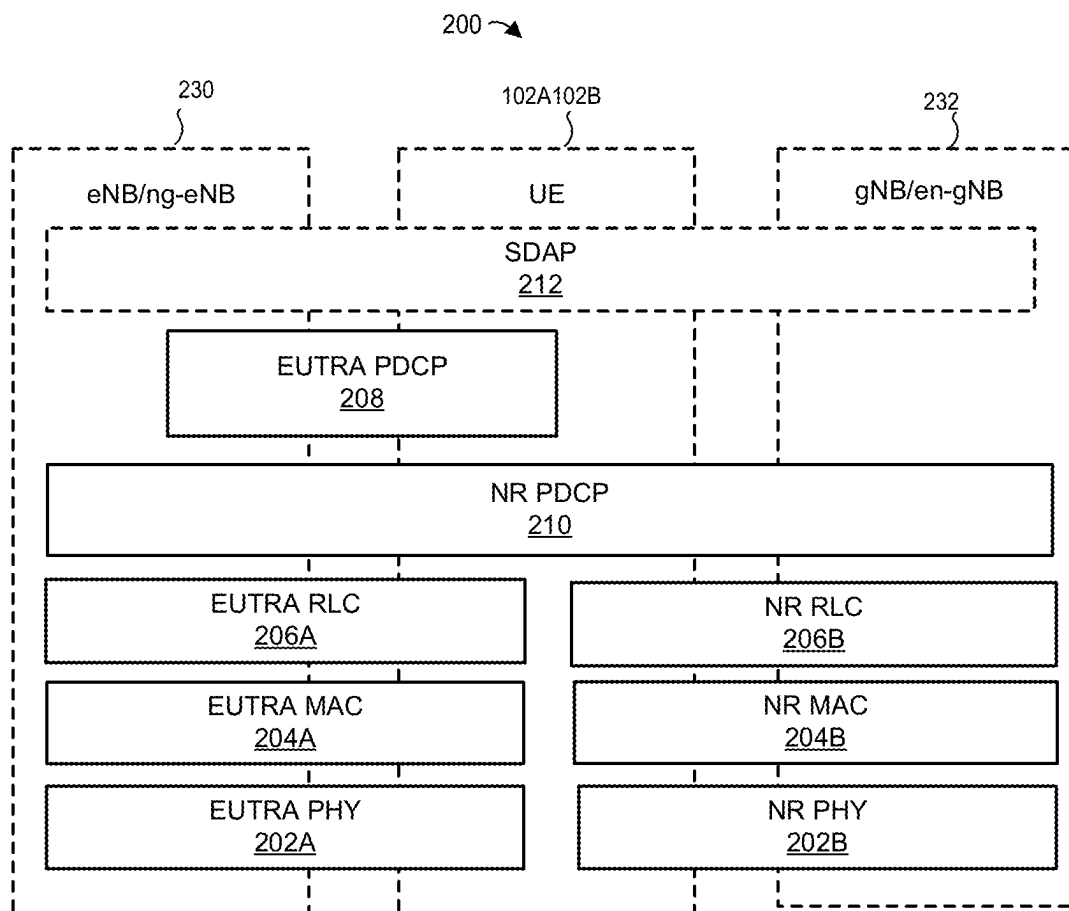 200
230
102A102B
232
eNB/ng-eNB
UE
gNB/en-gNB
SDAP
212
EUTRA PDCP
208
NR PDCP
210
EUTRA RLC
206A
NR RLC
206B
EUTRA MAC
204A
NR MAC
204B
EUTRA PHY
202A
NR PHY
202B